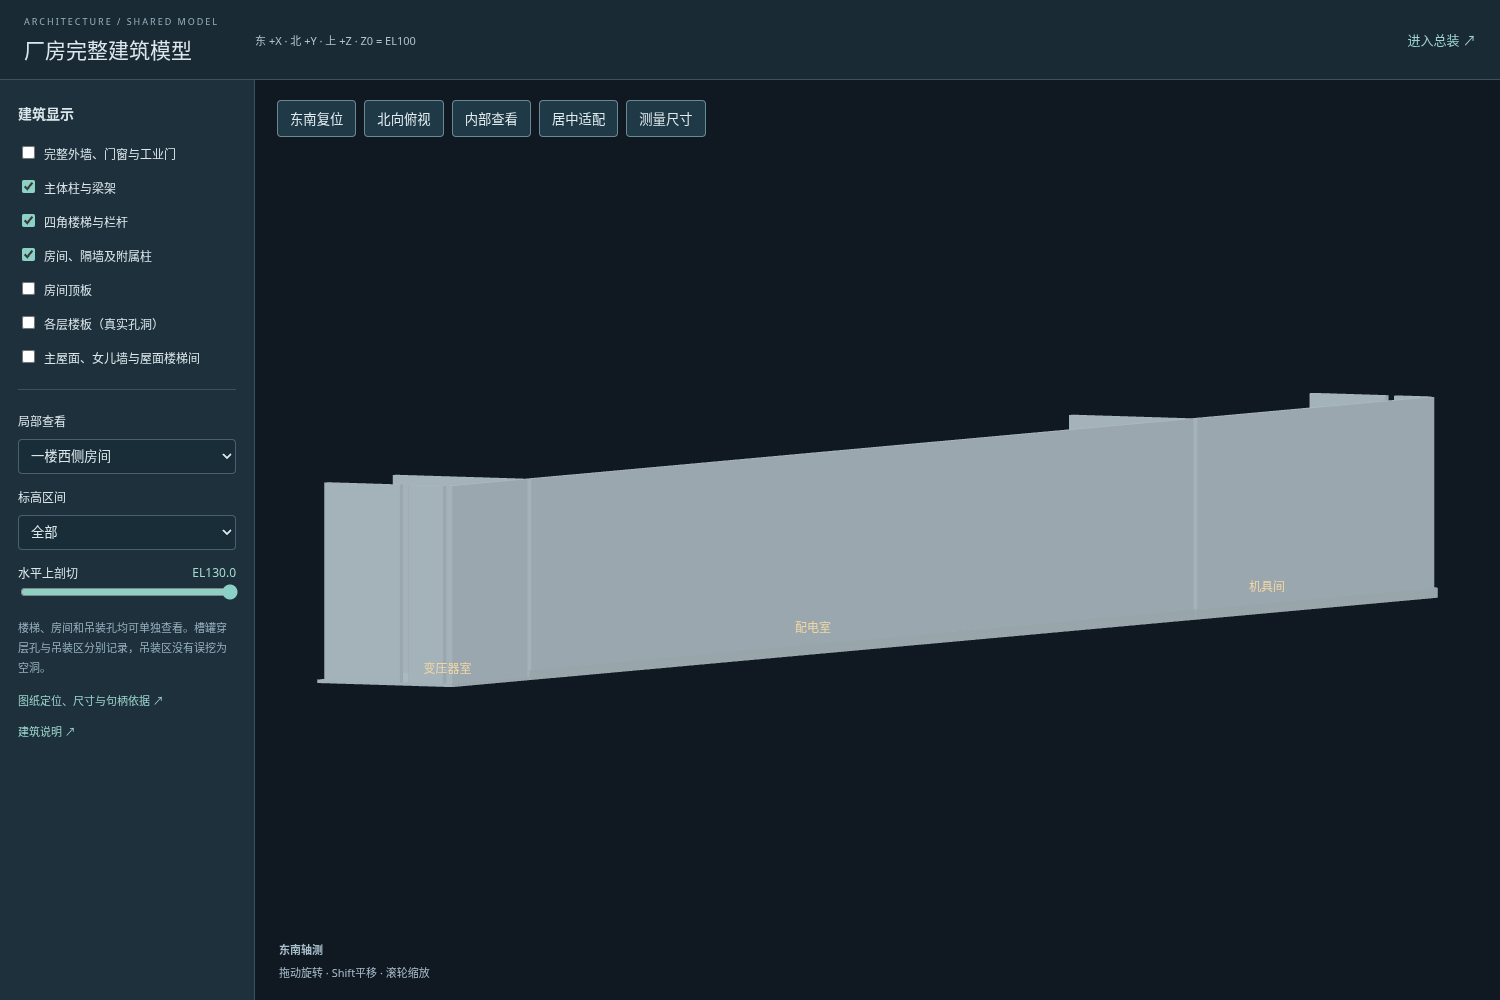 ARCHITECTURE / SHARED MODEL
厂房完整建筑模型
东 +X · 北 +Y · 上 +Z · Z0 = EL100
进入总装 ↗
建筑显示
完整外墙、门窗与工业门
主体柱与梁架
四角楼梯与栏杆
房间、隔墙及附属柱
房间顶板
各层楼板（真实孔洞）
主屋面、女儿墙与屋面楼梯间
局部查看
一楼西侧房间
标高区间
全部
水平上剖切 EL130.0
楼梯、房间和吊装孔均可单独查看。槽罐穿
层孔与吊装区分别记录，吊装区没有误挖为
空洞。
图纸定位、尺寸与句柄依据 ↗
建筑说明 ↗
东南复位 北向俯视 内部查看 居中适配 测量尺寸
机具间
配电室
变压器室
东南轴测
拖动旋转 · Shift平移 · 滚轮缩放